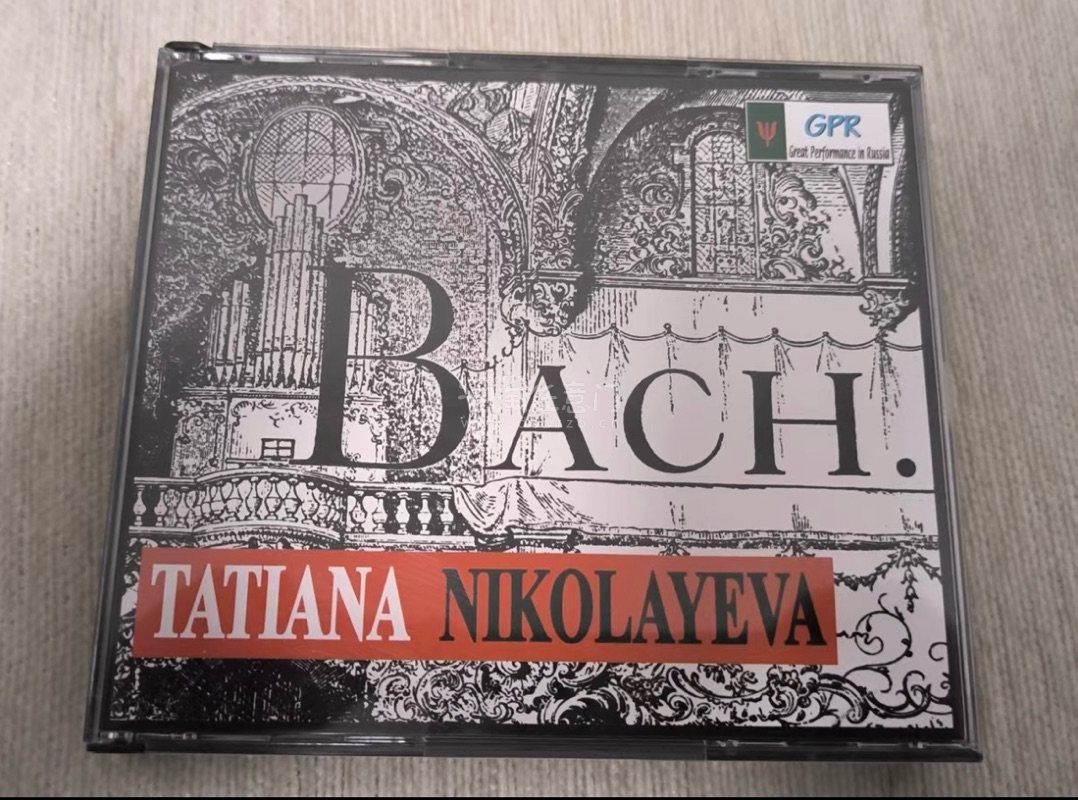 GPR
Great Performance in Russia
BACH.
TATIANA NIKOLAYEVA